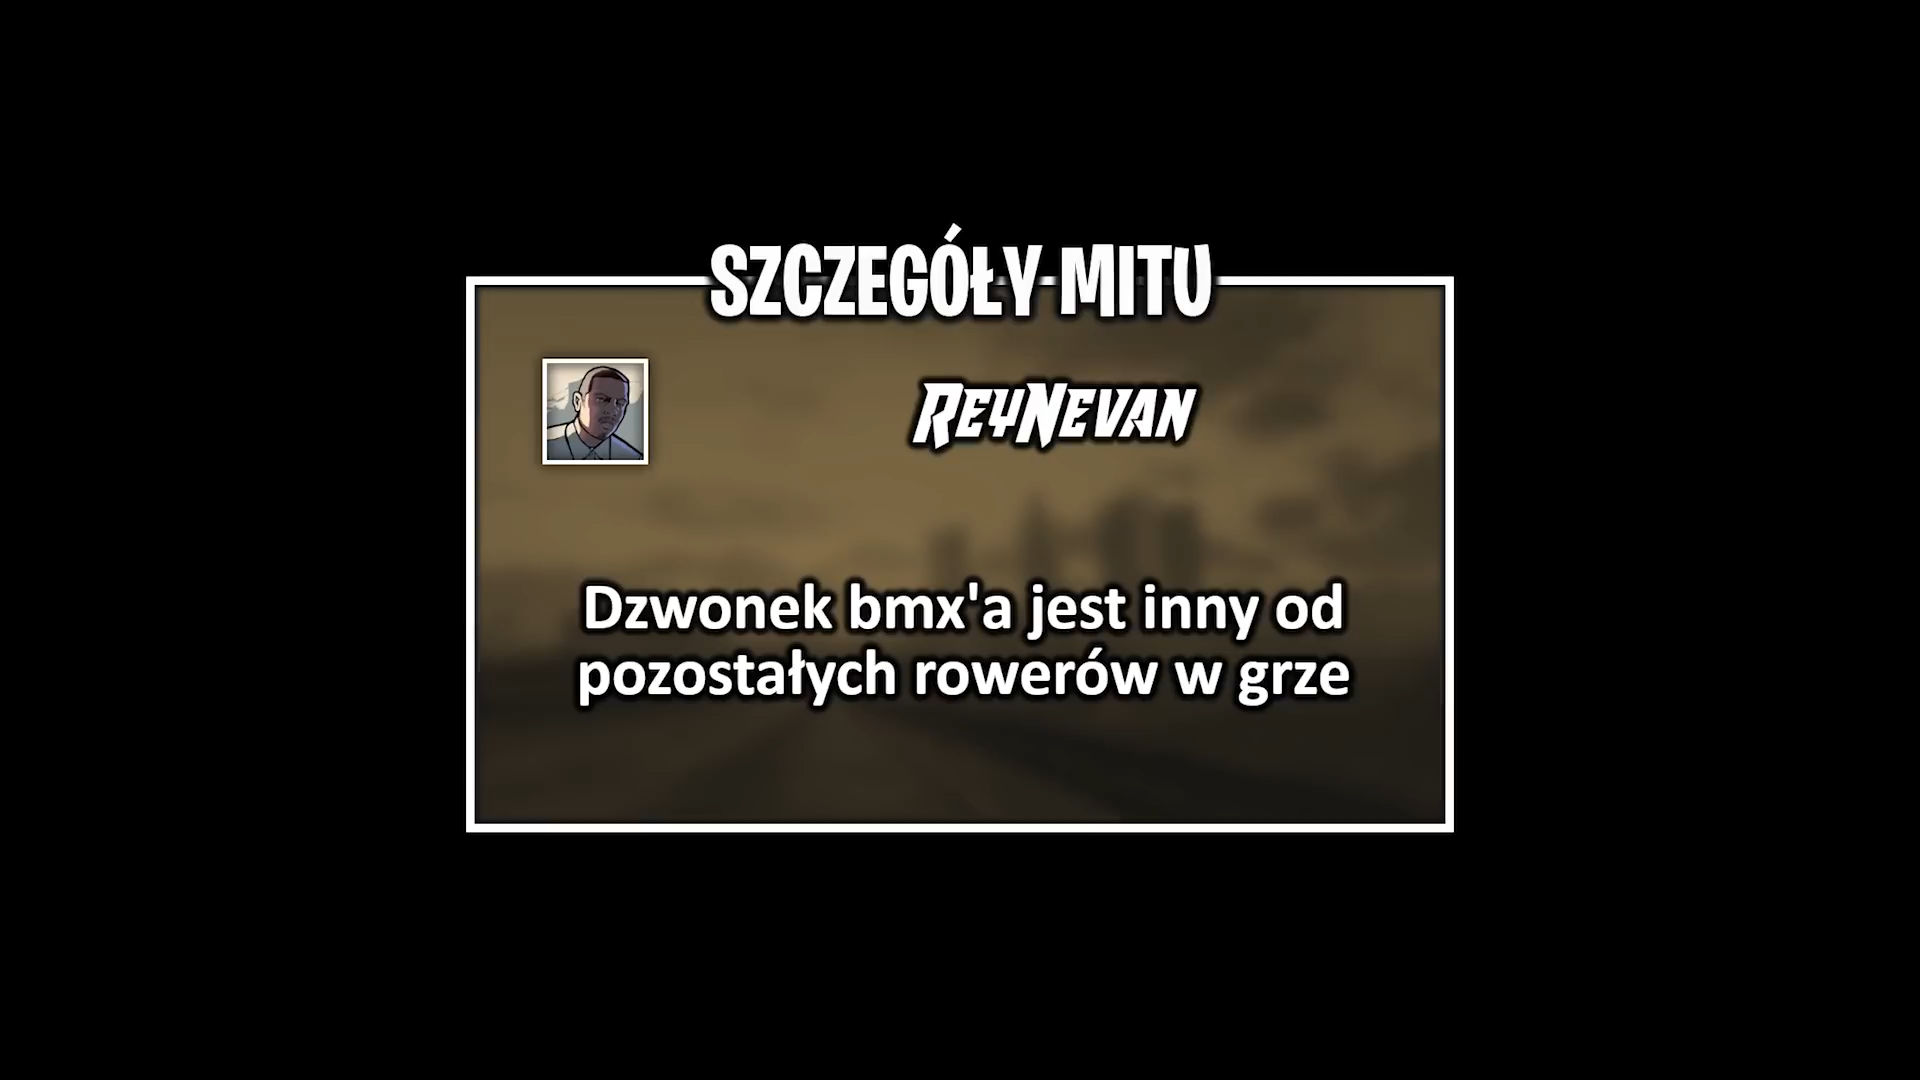 SZCZEGÓŁY MITU
REYNEVAN
Dzwonek bmx'a jest inny od
pozostałych rowerów w grze